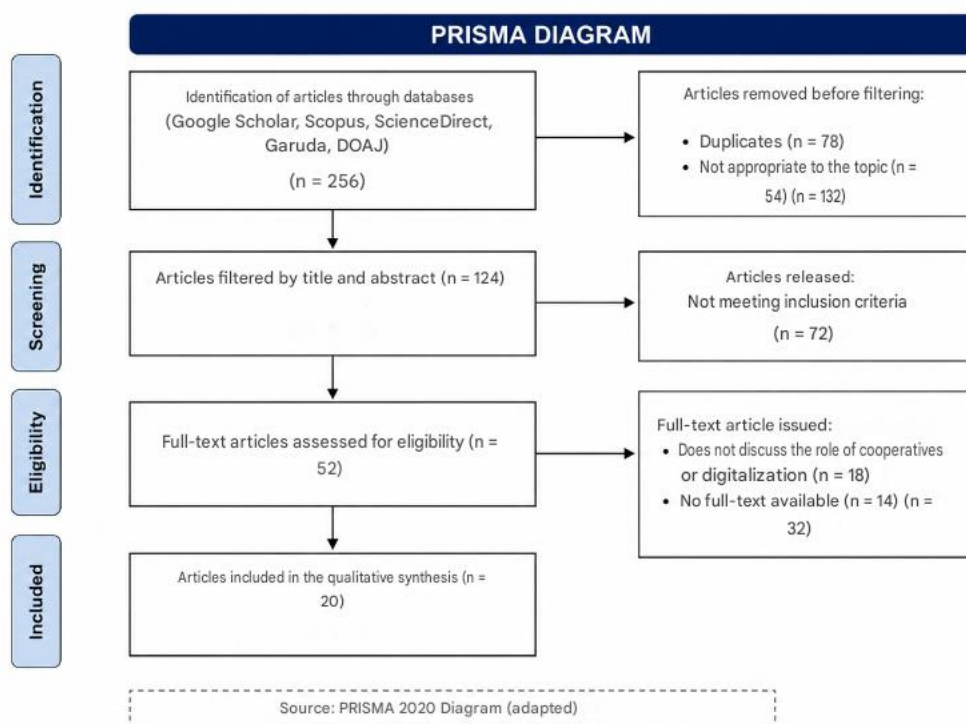 PRISMA DIAGRAM
Identification
Identification of articles through databases
(Google Scholar, Scopus, ScienceDirect,
Garuda, DOAJ)
(n = 256)
Articles removed before filtering:
• Duplicates (n = 78)
• Not appropriate to the topic (n =
54) (n = 132)
Screening
Articles filtered by title and abstract (n = 124)
Articles released:
Not meeting inclusion criteria
(n = 72)
Eligibility
Full-text articles assessed for eligibility (n =
52)
Full-text article issued:
• Does not discuss the role of cooperatives
or digitalization (n = 18)
• No full-text available (n = 14) (n =
32)
Included
Articles included in the qualitative synthesis (n =
20)
Source: PRISMA 2020 Diagram (adapted)